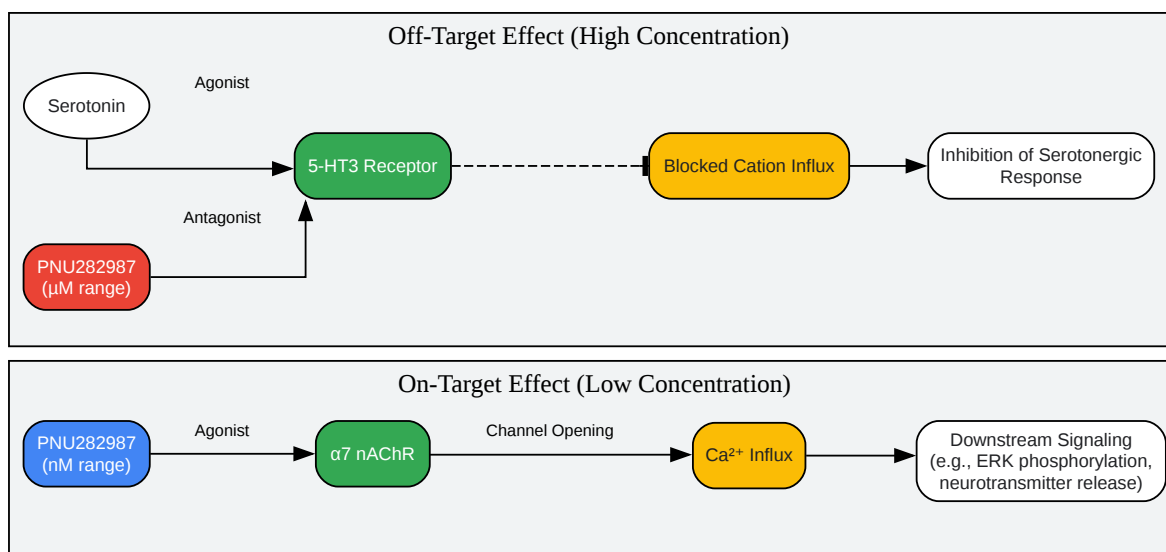 Off-Target Effect (High Concentration)
Serotonin
Agonist
5-HT3 Receptor
Blocked Cation Influx
Inhibition of Serotonergic
Response
Antagonist
PNU282987
(µM range)
On-Target Effect (Low Concentration)
PNU282987
(nM range)
Agonist
α7 nAChR
Channel Opening
Ca²⁺ Influx
Downstream Signaling
(e.g., ERK phosphorylation,
neurotransmitter release)